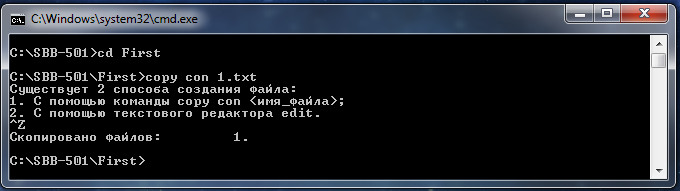 C:\Windows\system32\cmd.exe
C:\SBB-501>cd First
C:\SBB-501\First>copy con 1.txt
Существует 2 способа создания файла:
1. С помощью команды copy con <имя_файла>;
2. С помощью текстового редактора edit.
^Z
Скопировано файлов:         1.
C:\SBB-501\First>